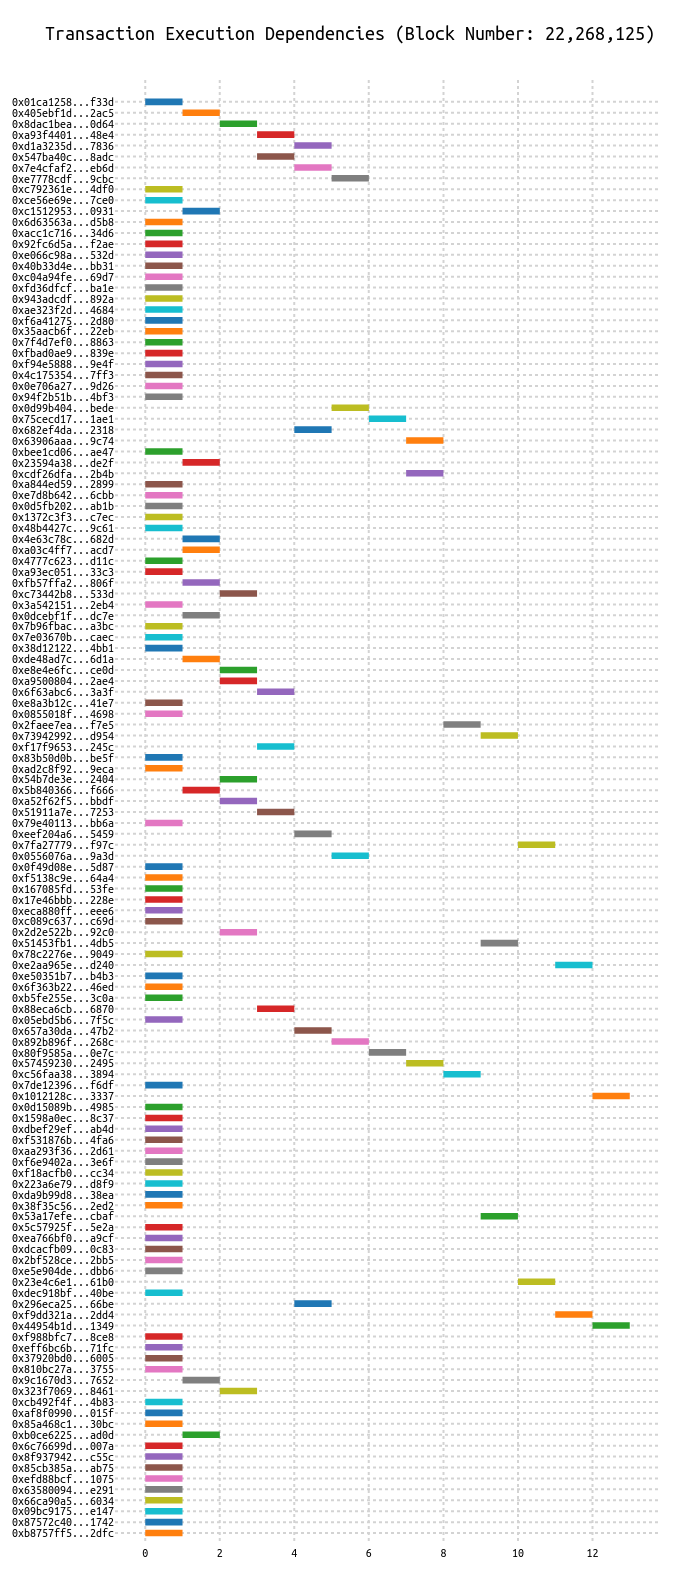 Transaction Execution Dependencies (Block Number: 22,268,125)
0x01ca1258...f33d
0x405ebf1d...2ac5
0x8dac1bea...0d64
0xa93f4401...48e4
0xd1a3235d...7836
0x547ba40c...8adc
0x7e4cfaf2...eb6d
0xe7778cdf...9cbc
0xc792361e...4df0
0xce56e69e...7ce0
0xc1512953...0931
0x6d63563a...d5b8
0xacc1c716...34d6
0x92fc6d5a...f2ae
0xe066c98a...532d
0x40b33d4e...bb31
0xc04a94fe...69d7
0xfd36dfcf...ba1e
0x943adcdf...892a
0xae323f2d...4684
0xf6a41275...2d80
0x35aacb6f...22eb
0x7f4d7ef0...8863
0xfbad0ae9...839e
0xf94e5888...9e4f
0x4c175354...7ff3
0x0e706a27...9d26
0x94f2b51b...4bf3
0x0d99b404...bede
0x75cecd17...1ae1
0x682ef4da...2318
0x63906aaa...9c74
0xbee1cd06...ae47
0x23594a38...de2f
0xcdf26dfa...2b4b
0xa844ed59...2899
0xe7d8b642...6cbb
0x0d5fb202...ab1b
0x1372c3f3...c7ec
0x48b4427c...9c61
0x4e63c78c...682d
0xa03c4ff7...acd7
0x4777c623...d11c
0xa93ec051...33c3
0xfb57ffa2...806f
0xc73442b8...533d
0x3a542151...2eb4
0x0dcebf1f...dc7e
0x7b96fbac...a3bc
0x7e03670b...caec
0x38d12122...4bb1
0xde48ad7c...6d1a
0xe8e4e6fc...ce0d
0xa9500804...2ae4
0x6f63abc6...3a3f
0xe8a3b12c...41e7
0x0855018f...4698
0x2faee7ea...f7e5
0x73942992...d954
0xf17f9653...245c
0x83b50d0b...be5f
0xad2c8f92...9eca
0x54b7de3e...2404
0x5b840366...f666
0xa52f62f5...bbdf
0x51911a7e...7253
0x79e40113...bb6a
0xeef204a6...5459
0x7fa27779...f97c
0x0556076a...9a3d
0x0f49d08e...5d87
0xf5138c9e...64a4
0x167085fd...53fe
0x17e46bbb...228e
0xeca880ff...eee6
0xc089c637...c69d
0x2d2e522b...92c0
0x51453fb1...4db5
0x78c2276e...9049
0xe2aa965e...d240
0xe50351b7...b4b3
0x6f363b22...46ed
0xb5fe255e...3c0a
0x88eca6cb...6870
0x05ebd5b6...7f5c
0x657a30da...47b2
0x892b896f...268c
0x80f9585a...0e7c
0x57459230...2495
0xc56faa38...3894
0x7de12396...f6df
0x1012128c...3337
0x0d15089b...4985
0x1598a0ec...8c37
0xdbef29ef...ab4d
0xf531876b...4fa6
0xaa293f36...2d61
0xf6e9402a...3e6f
0xf18acfb0...cc34
0x223a6e79...d8f9
0xda9b99d8...38ea
0x38f35c56...2ed2
0x53a17efe...cbaf
0x5c57925f...5e2a
0xea766bf0...a9cf
0xdcacfb09...0c83
0x2bf528ce...2bb5
0xe5e904de...dbb6
0x23e4c6e1...61b0
0xdec918bf...40be
0x296eca25...66be
0xf9dd321a...2dd4
0x44954b1d...1349
0xf988bfc7...8ce8
0xeff6bc6b...71fc
0x37920bd0...6005
0x810bc27a...3755
0x9c1670d3...7652
0x323f7069...8461
0xcb492f4f...4b83
0xaf8f0990...015f
0x85a468c1...30bc
0xb0ce6225...ad0d
0x6c76699d...007a
0x8f937942...c55c
0x85cb385a...ab75
0xefd88bcf...1075
0x63580094...e291
0x66ca90a5...6034
0x09bc9175...e147
0x87572c40...1742
0xb8757ff5...2dfc
0 2 4 6 8 10 12